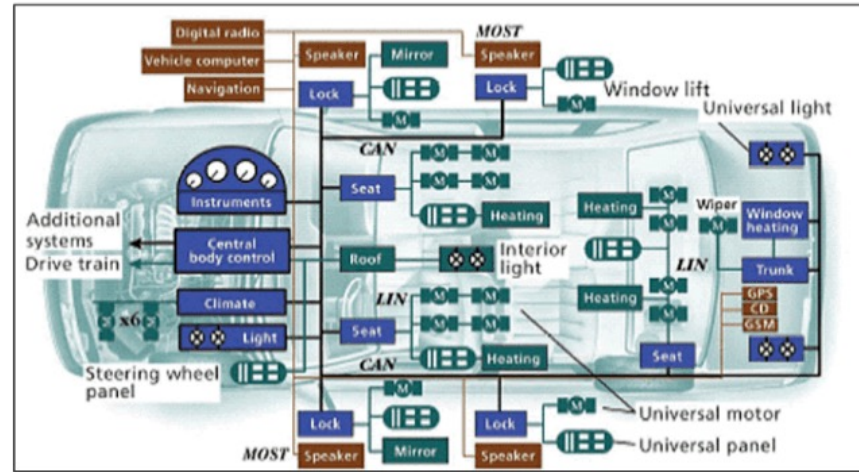 Digital radio
Vehicle computer
Navigation
MOST
Speaker
Mirror
Speaker
Lock
Lock
M
M
Window lift
Universal light
CAN
Instruments
Seat
M
M
M
M
Heating
Heating
M
M
Wiper
M
Window
heating
Additional
systems
Drive train
Central
body control
Roof
Interior
light
LIN
Trunk
Climate
LIN
M
M
M
M
Heating
M
M
GPS
CD
GSM
x6
Light
Seat
Heating
Seat
CAN
Steering wheel
panel
M
M
Lock
Lock
Universal motor
MOST
Speaker
Mirror
Speaker
Universal panel